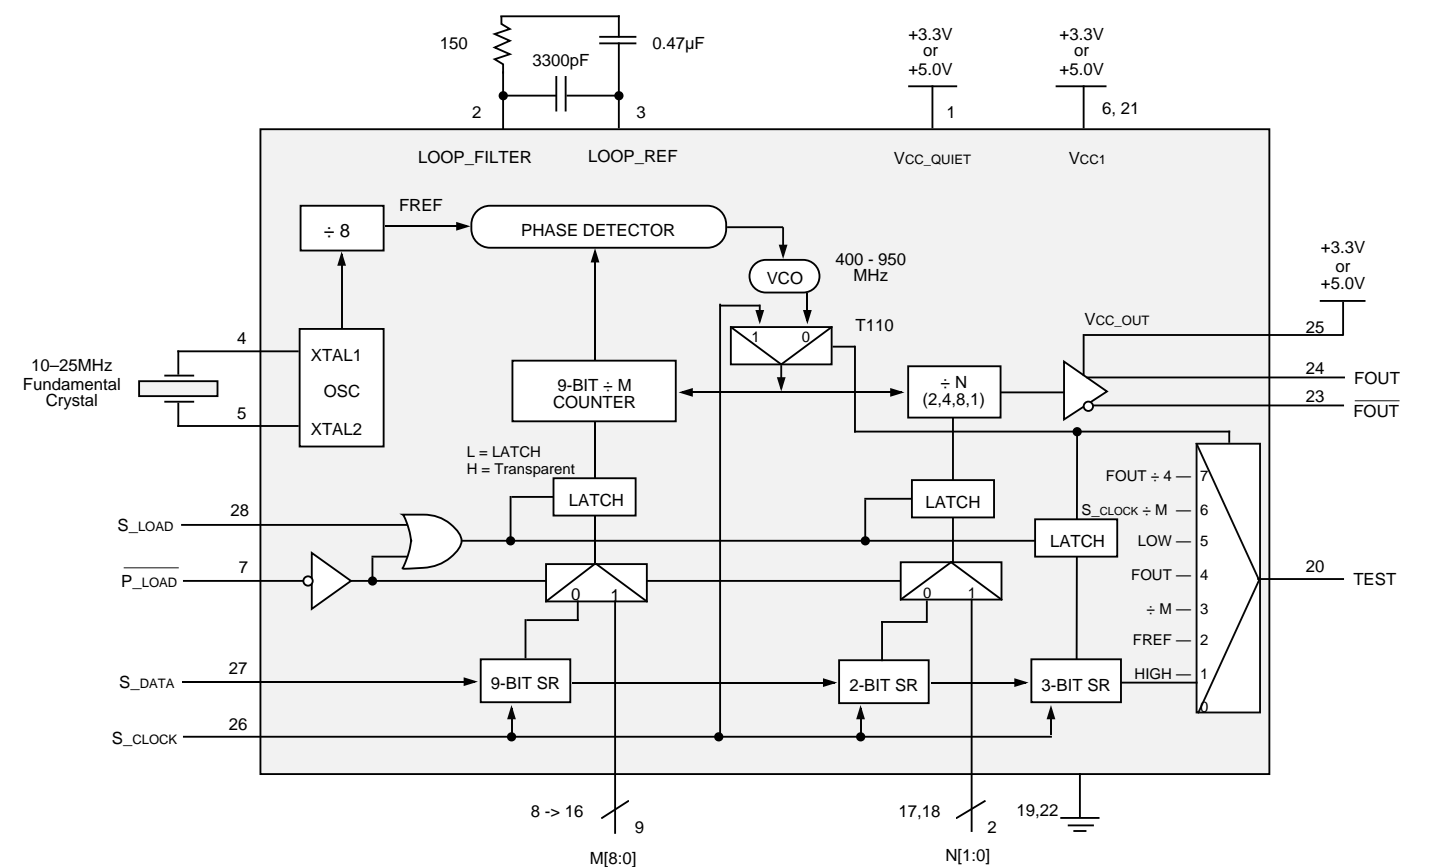 150
0.47µF
3300pF
2
3
+3.3V
or
+5.0V
1
+3.3V
or
+5.0V
6, 21
LOOP_FILTER
LOOP_REF
VCC_QUIET
VCC1
÷ 8
FREF
PHASE DETECTOR
VCO
400 - 950
MHz
T110
1
0
+3.3V
or
+5.0V
VCC_OUT
25
10–25MHz
Fundamental
Crystal
4
5
XTAL1
OSC
XTAL2
9-BIT ÷ M
COUNTER
÷ N
(2,4,8,1)
24
FOUT
23
FOUT
L = LATCH
H = Transparent
LATCH
LATCH
LATCH
FOUT ÷ 4
7
S_CLOCK ÷ M
6
LOW
5
FOUT
4
÷ M
3
FREF
2
HIGH
1
0
20
TEST
S_LOAD
28
P_LOAD
7
0
1
0
1
S_DATA
27
9-BIT SR
2-BIT SR
3-BIT SR
S_CLOCK
26
8 -> 16
9
M[8:0]
17,18
2
N[1:0]
19,22